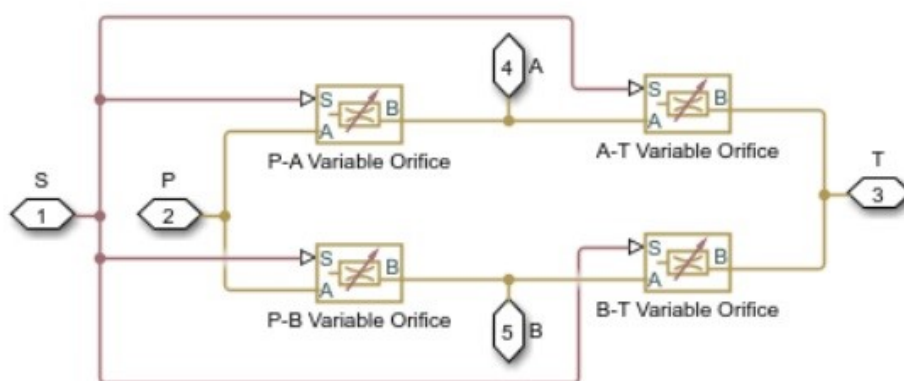 4 A
S B
A
P-A Variable Orifice
S B
A
A-T Variable Orifice
S
1
P
2
T
3
S B
A
P-B Variable Orifice
S B
A
B-T Variable Orifice
5 B